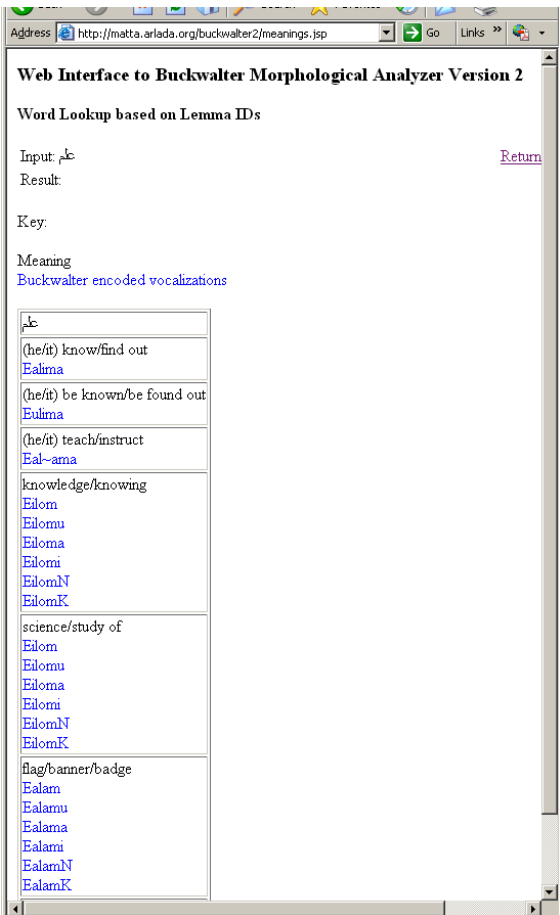 Address http://matta.arlada.org/buckwalter2/meanings.jsp Go Links »
Web Interface to Buckwalter Morphological Analyzer Version 2
Word Lookup based on Lemma IDs
Input: علم Return
Result:
Key:
Meaning
Buckwalter encoded vocalizations
علم
(he/it) know/find out
Ealima
(he/it) be known/be found out
Eulima
(he/it) teach/instruct
Eal~ama
knowledge/knowing
Eilom
Eilomu
Eiloma
Eilomi
EilomN
EilomK
science/study of
Eilom
Eilomu
Eiloma
Eilomi
EilomN
EilomK
flag/banner/badge
Ealam
Ealamu
Ealama
Ealami
EalamN
EalamK